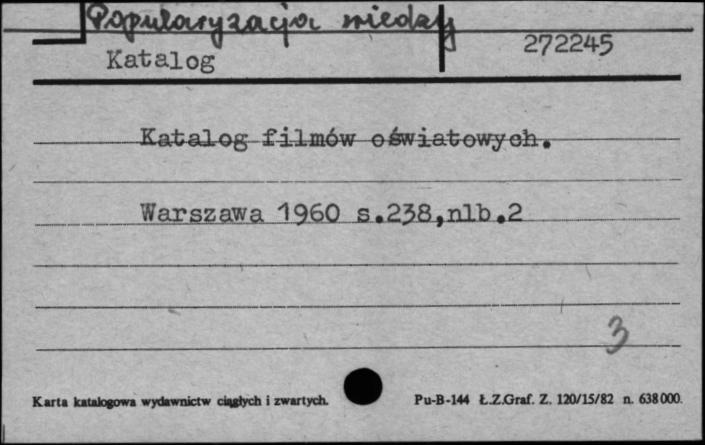 Popularyzacja wiedzy
Katalog 272245
Katalog filmów oświatowych.
Warszawa 1960 s.238,nlb.2
3
Karta katalogowa wydawnictw ciągłych i zwartych. Pu-B-144 Ł.Z.Graf. Z. 120/15/82 n. 638000.